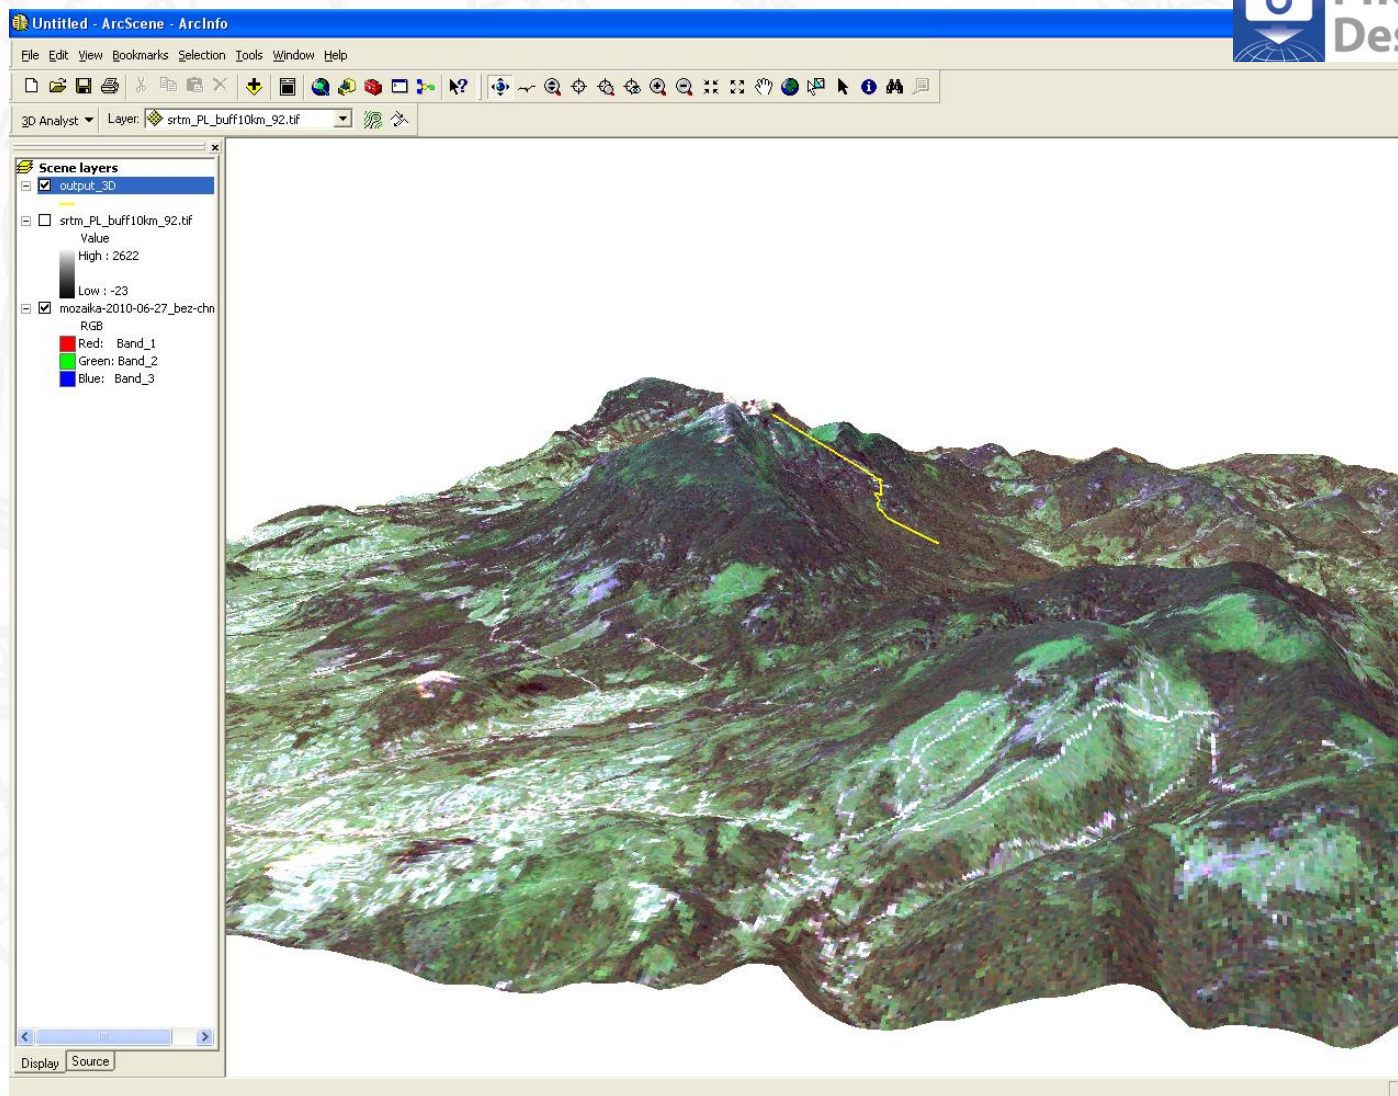 Untitled - ArcScene - ArcInfo
File Edit View Bookmarks Selection Tools Window Help
3D Analyst Layer: srtm_PL_buff10km_92.tif
Scene layers
output_3D
srtm_PL_buff10km_92.tif
Value
High : 2622
Low : -23
mozaika-2010-06-27_bez-chn
RGB
Red: Band_1
Green: Band_2
Blue: Band_3
Display Source
Des